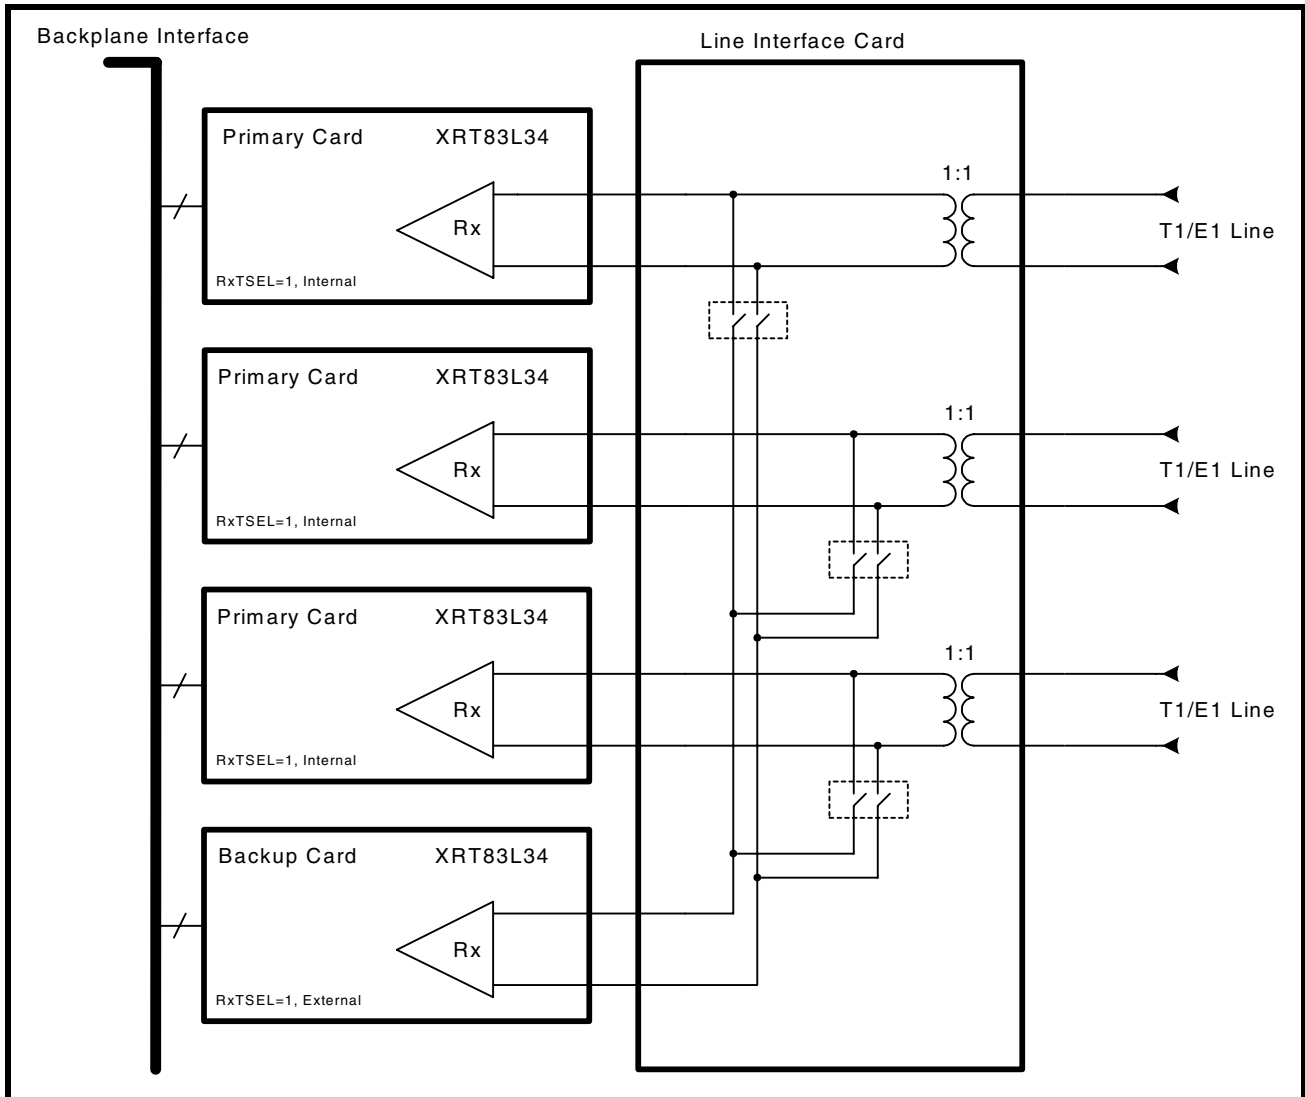 Backplane Interface
Line Interface Card
Primary Card XRT83L34
Rx
RxTSEL=1, Internal
1:1
T1/E1 Line
Primary Card XRT83L34
Rx
RxTSEL=1, Internal
1:1
T1/E1 Line
Primary Card XRT83L34
Rx
RxTSEL=1, Internal
1:1
T1/E1 Line
Backup Card XRT83L34
Rx
RxTSEL=1, External